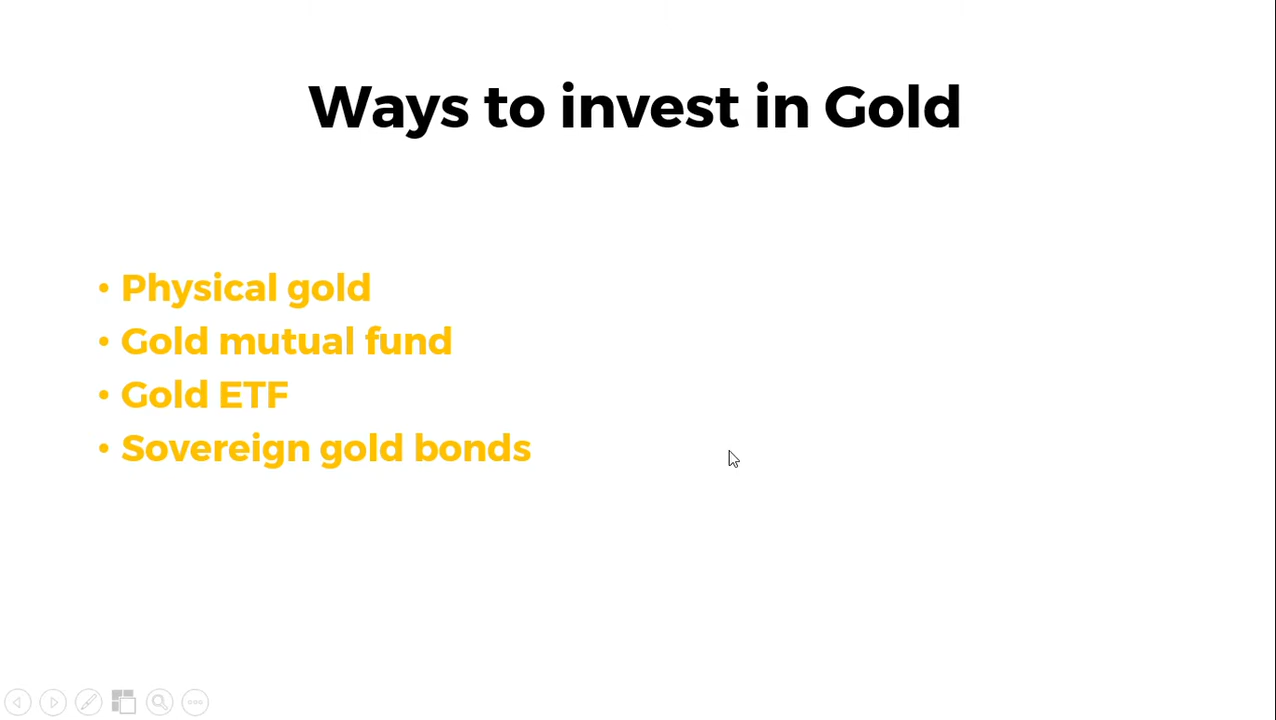 Ways to invest in Gold
• Physical gold
• Gold mutual fund
• Gold ETF
• Sovereign gold bonds